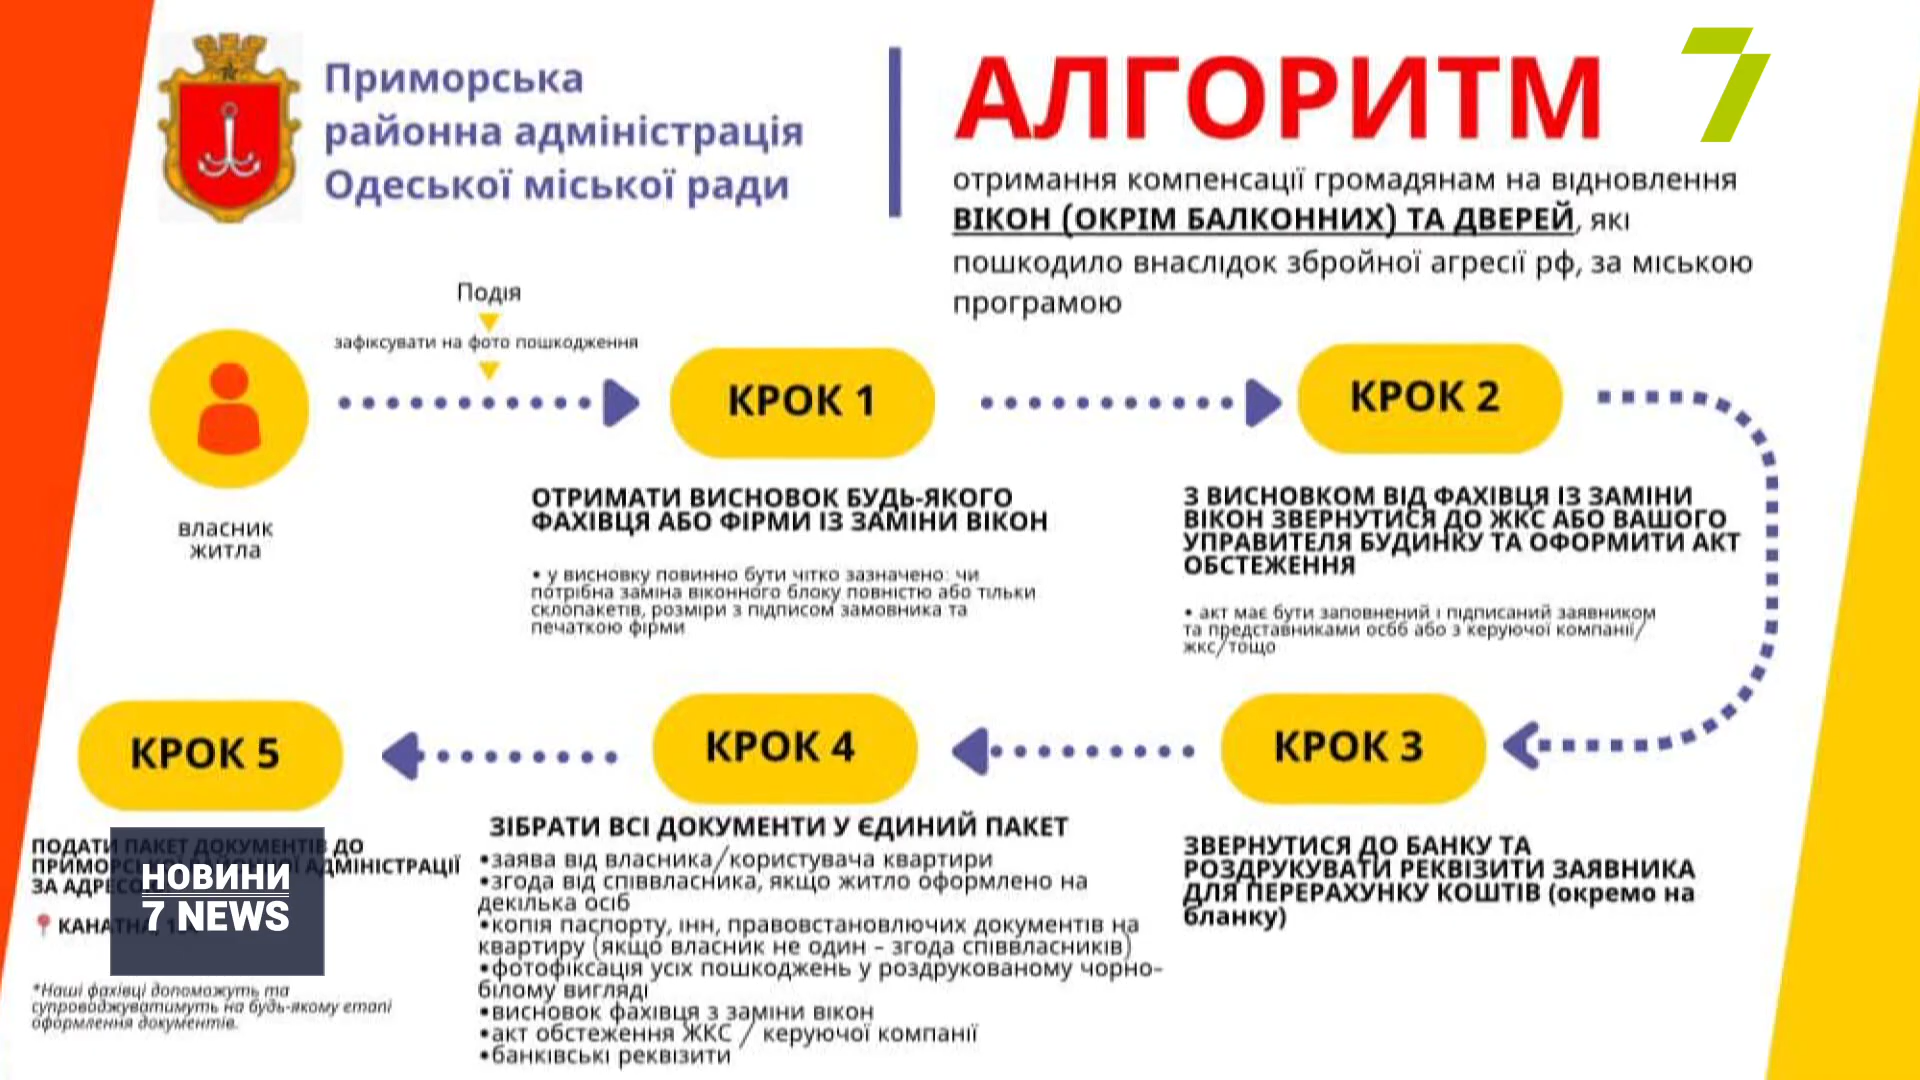 Приморська
районна адміністрація
Одеської міської ради
АЛГОРИТМ
отримання компенсації громадянам на відновлення
ВІКОН (ОКРІМ БАЛКОННИХ) ТА ДВЕРЕЙ, які
пошкодило внаслідок збройної агресії рф, за міською
програмою
7
Подія
зафіксувати на фото пошкодження
власник
житла
КРОК 1
ОТРИМАТИ ВИСНОВОК БУДЬ-ЯКОГО
ФАХІВЦЯ АБО ФІРМИ ІЗ ЗАМІНИ ВІКОН
• у висновку повинно бути чітко зазначено: чи
потрібна заміна віконного блоку повністю або тільки
склопакетів, розміри з підписом замовника та
печаткою фірми
КРОК 2
З ВИСНОВКОМ ВІД ФАХІВЦЯ ІЗ ЗАМІНИ
ВІКОН ЗВЕРНУТИСЯ ДО ЖКС АБО ВАШОГО
УПРАВИТЕЛЯ БУДИНКУ ТА ОФОРМИТИ АКТ
ОБСТЕЖЕННЯ
• акт має бути заповнений і підписаний заявником
та представниками осбб або з керуючої компанії/
жкс/тощо
КРОК 3
ЗВЕРНУТИСЯ ДО БАНКУ ТА
РОЗДРУКУВАТИ РЕКВІЗИТИ ЗАЯВНИКА
ДЛЯ ПЕРЕРАХУНКУ КОШТІВ (окремо на
бланку)
КРОК 4
ЗІБРАТИ ВСІ ДОКУМЕНТИ У ЄДИНИЙ ПАКЕТ
•заява від власника/користувача квартири
•згода від співвласника, якщо житло оформлено на
декілька осіб
•копія паспорту, інн, правовстановлючих документів на
квартиру (якщо власник не один – згода співвласників)
•фотофіксація усіх пошкоджень у роздрукованому чорно-
білому вигляді
•висновок фахівця з заміни вікон
•акт обстеження ЖКС / керуючої компанії
•банківські реквізити
КРОК 5
ПОДАТИ ПАКЕТ ДОКУМЕНТІВ ДО
ПРИМОРСЬКОЇ РАЙОННОЇ АДМІНІСТРАЦІЇ
ЗА АДРЕСОЮ
КАНАТНА,
*Наші фахівці допоможуть та
супроводжуватимуть на будь-якому етапі
оформлення документів.
НОВИНИ
7 NEWS